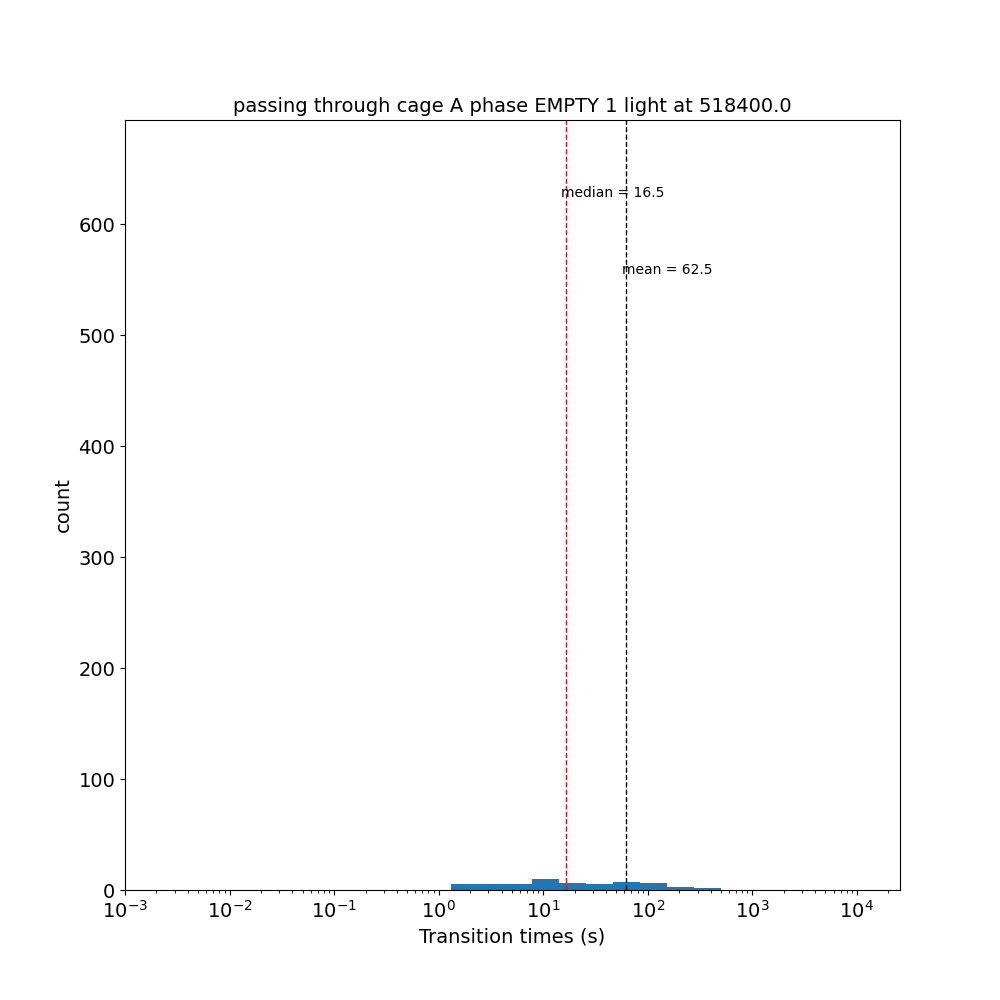 passing through cage A phase EMPTY 1 light at 518400.0
median = 16.5
mean = 62.5
600
500
400
300
200
100
0
count
10⁻³ 10⁻² 10⁻¹ 10⁰ 10¹ 10² 10³ 10⁴
Transition times (s)